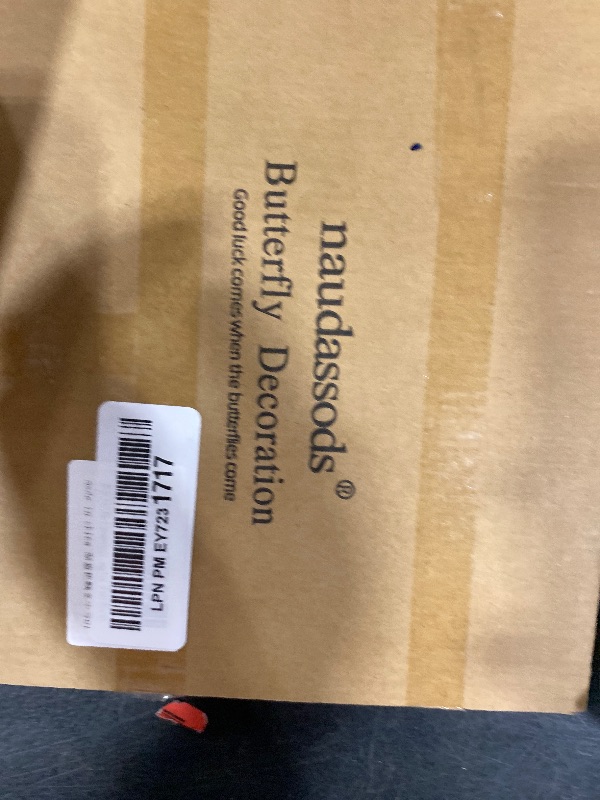 naudassods®
Butterfly Decoration
Good luck comes when the butterflies come
LPN PM EY7231717